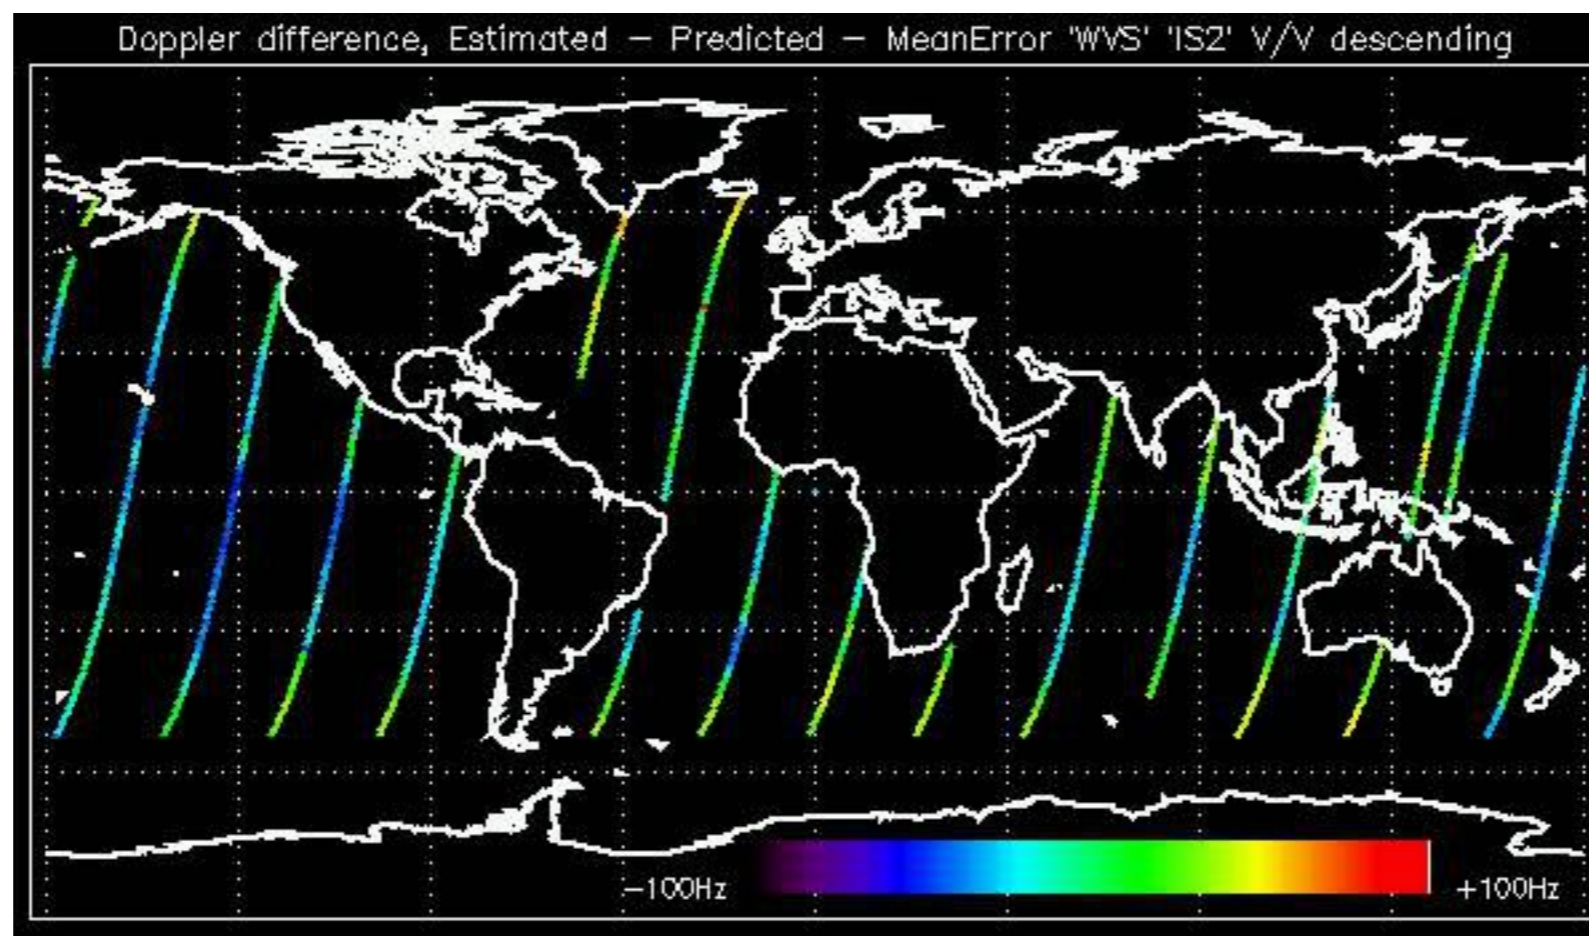 Doppler difference, Estimated – Predicted – MeanError 'WVS' 'IS2' V/V descending
–100Hz +100Hz